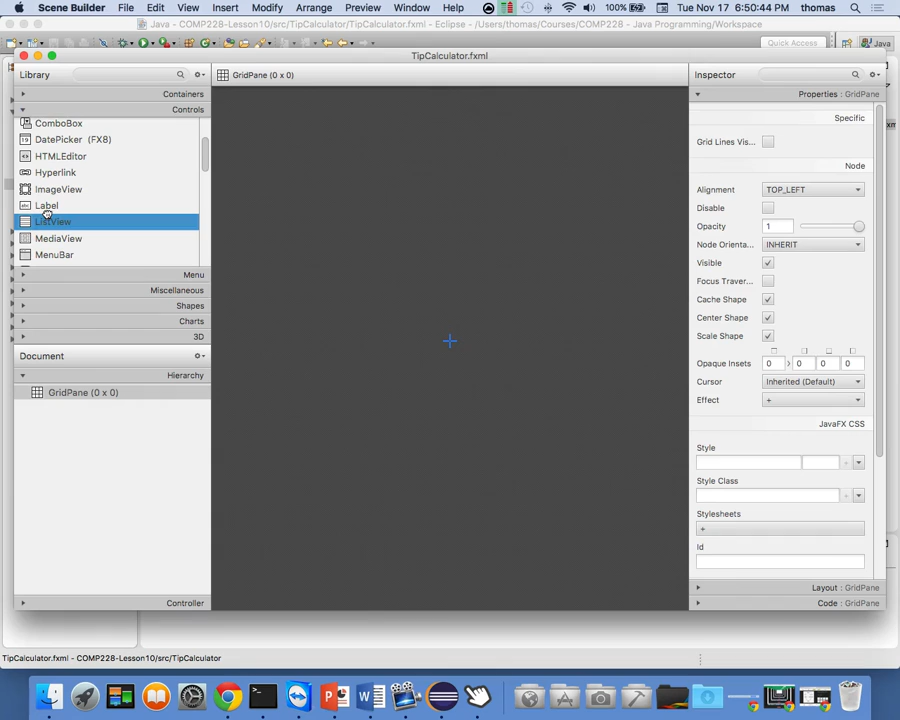 Scene Builder File Edit View Insert Modify Arrange Preview Window Help 100% Tue Nov 17 5:50:44 PM thomas
Java - COMP228-Lesson10/src/TipCalculator/TipCalculator.fxml - Eclipse - /Users/thomas/Courses/COMP228 - Java Programming/Workspace
Quick Access Java
TipCalculator.fxml
Library GridPane (0 x 0) Inspector
Containers Properties : GridPane
Controls
ComboBox Specific
DatePicker (FX8) Grid Lines Vis...
HTMLEditor Node
Hyperlink
ImageView Alignment TOP_LEFT
Label Disable
ListView Opacity 1
MediaView Node Orienta... INHERIT
MenuBar Visible
Menu Focus Traver...
Miscellaneous Cache Shape
Shapes Center Shape
Charts Scale Shape
3D
Document Opaque Insets 0 0 0 0
Hierarchy Cursor Inherited (Default)
GridPane (0 x 0) Effect +
JavaFX CSS
Style
Style Class
Stylesheets
+
Id
Layout : GridPane
Controller Code : GridPane
TipCalculator.fxml - COMP228-Lesson10/src/TipCalculator